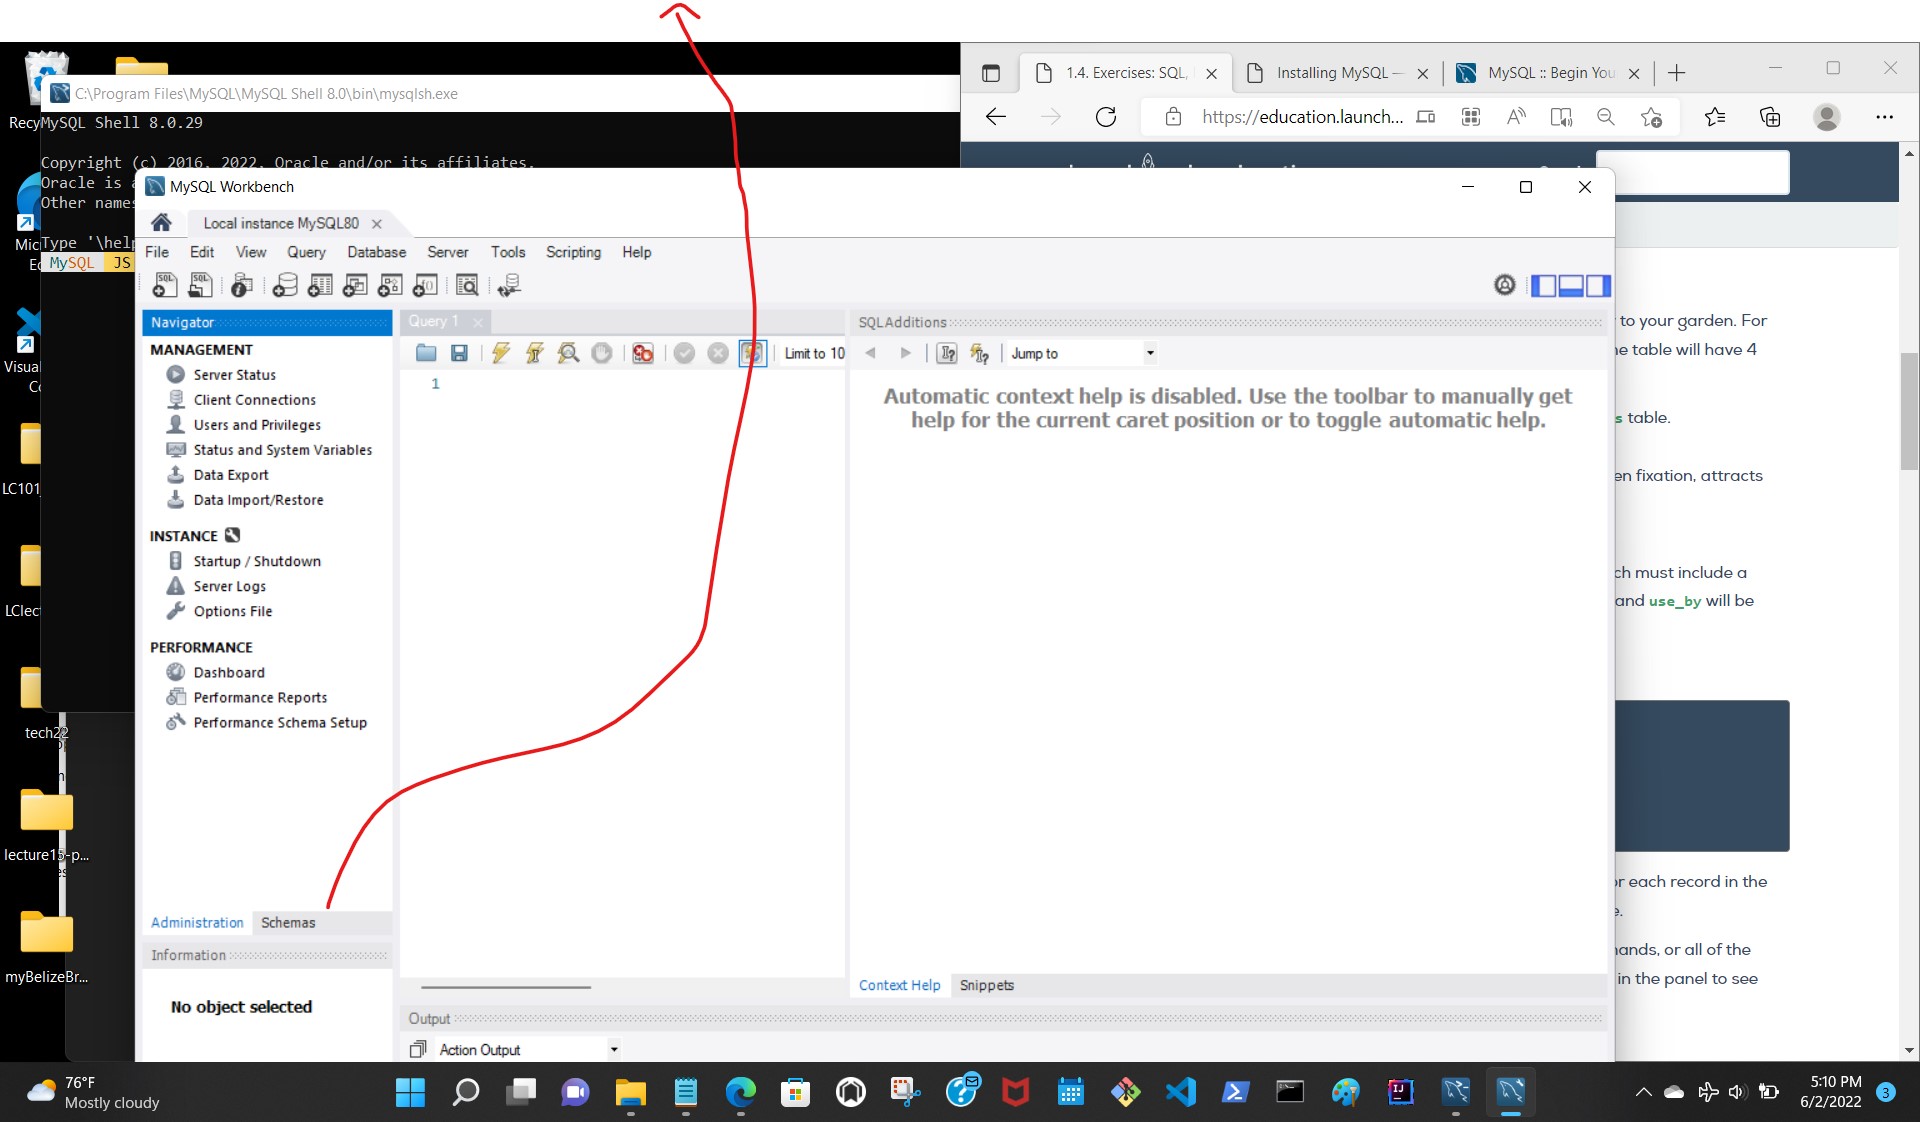 1.4. Exercises: SQL,
Installing MySQL —
MySQL :: Begin You
https://education.launch...
C:\Program Files\MySQL\MySQL Shell 8.0\bin\mysqlsh.exe
Recy
MySQL Shell 8.0.29
Copyright (c) 2016, 2022, Oracle and/or its affiliates.
Oracle is a
Other names
Type '\help
MySQL JS
Mic
Ed
Visual
Co
LC101
LClec
tech22
lecture15-p...
myBelizeBr...
MySQL Workbench
Local instance MySQL80
File Edit View Query Database Server Tools Scripting Help
Navigator
MANAGEMENT
Server Status
Client Connections
Users and Privileges
Status and System Variables
Data Export
Data Import/Restore
INSTANCE
Startup / Shutdown
Server Logs
Options File
PERFORMANCE
Dashboard
Performance Reports
Performance Schema Setup
Administration Schemas
Information
No object selected
Query 1
Limit to 10
1
SQLAdditions
Jump to
Automatic context help is disabled. Use the toolbar to manually get
help for the current caret position or to toggle automatic help.
Context Help Snippets
Output
Action Output
to your garden. For
e table will have 4
s table.
en fixation, attracts
ch must include a
and use_by will be
or each record in the
e.
ands, or all of the
in the panel to see
76°F
Mostly cloudy
5:10 PM
6/2/2022
3